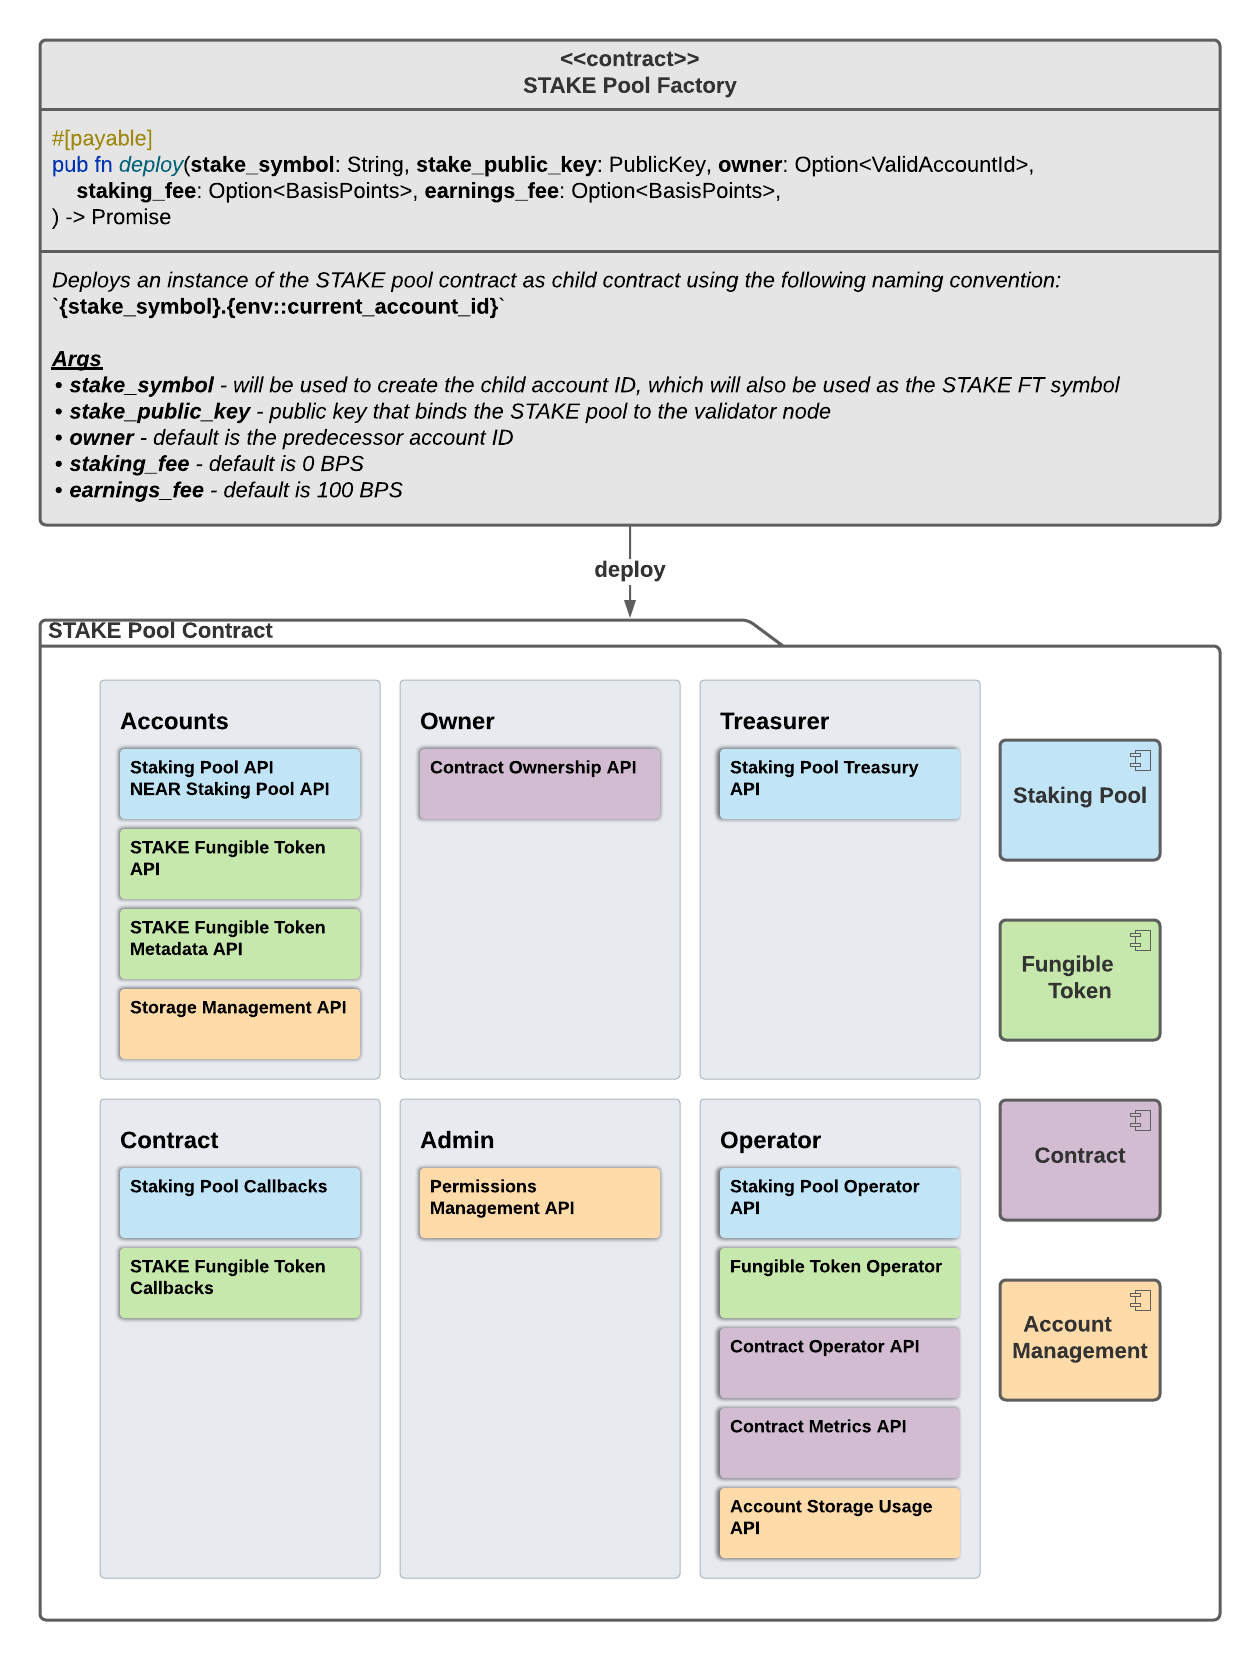 <<contract>>
STAKE Pool Factory
#[payable]
pub fn deploy(stake_symbol: String, stake_public_key: PublicKey, owner: Option<ValidAccountId>,
staking_fee: Option<BasisPoints>, earnings_fee: Option<BasisPoints>,
) -> Promise
Deploys an instance of the STAKE pool contract as child contract using the following naming convention:
`{stake_symbol}.{env::current_account_id}`
Args
• stake_symbol - will be used to create the child account ID, which will also be used as the STAKE FT symbol
• stake_public_key - public key that binds the STAKE pool to the validator node
• owner - default is the predecessor account ID
• staking_fee - default is 0 BPS
• earnings_fee - default is 100 BPS
deploy
STAKE Pool Contract
Accounts
Staking Pool API
NEAR Staking Pool API
STAKE Fungible Token
API
STAKE Fungible Token
Metadata API
Storage Management API
Owner
Contract Ownership API
Treasurer
Staking Pool Treasury
API
Contract
Staking Pool Callbacks
STAKE Fungible Token
Callbacks
Admin
Permissions
Management API
Operator
Staking Pool Operator
API
Fungible Token Operator
Contract Operator API
Contract Metrics API
Account Storage Usage
API
Staking Pool
Fungible
Token
Contract
Account
Management